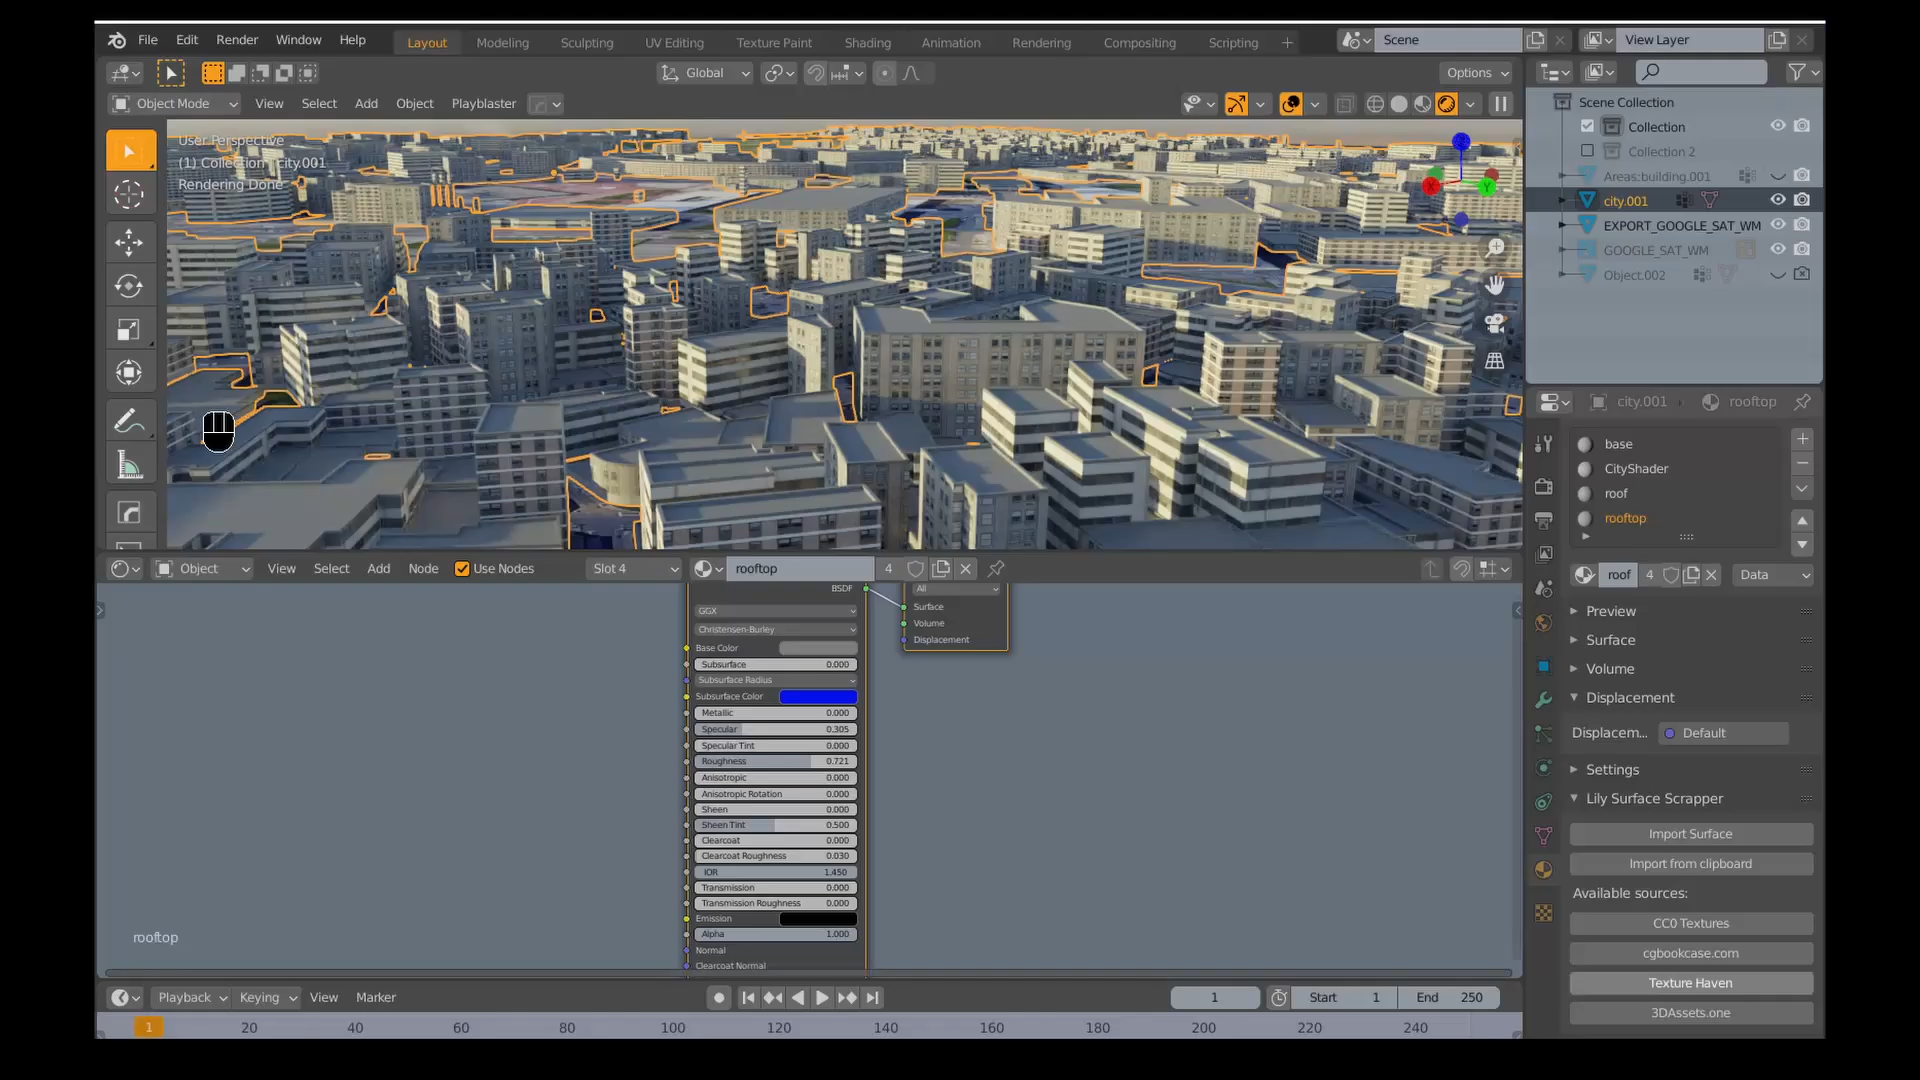 File Edit Render Window Help Layout Modeling Sculpting UV Editing Texture Paint Shading Animation Rendering Compositing Scripting + Scene View Layer
Global Options
Object Mode View Select Add Object Playblaster
User Perspective
(1) Collection | city.001
Rendering Done
X Y
Scene Collection
Collection
Collection 2
Areas:building.001
city.001
EXPORT_GOOGLE_SAT_WM
GOOGLE_SAT_WM
Object.002
city.001 rooftop
base
CityShader
roof
rooftop
roof 4 Data
Preview
Surface
Volume
Displacement
Displacem... Default
Settings
Lily Surface Scrapper
Import Surface
Import from clipboard
Available sources:
CC0 Textures
cgbookcase.com
Texture Haven
3DAssets.one
Object View Select Add Node Use Nodes Slot 4 rooftop 4
BSDF
GGX
Christensen-Burley
Base Color
Subsurface 0.000
Subsurface Radius
Subsurface Color
Metallic 0.000
Specular 0.305
Specular Tint 0.000
Roughness 0.721
Anisotropic 0.000
Anisotropic Rotation 0.000
Sheen 0.000
Sheen Tint 0.500
Clearcoat 0.000
Clearcoat Roughness 0.030
IOR 1.450
Transmission 0.000
Transmission Roughness 0.000
Emission
Alpha 1.000
Normal
Clearcoat Normal
All
Surface
Volume
Displacement
rooftop
Playback Keying View Marker 1 Start 1 End 250
1 20 40 60 80 100 120 140 160 180 200 220 240